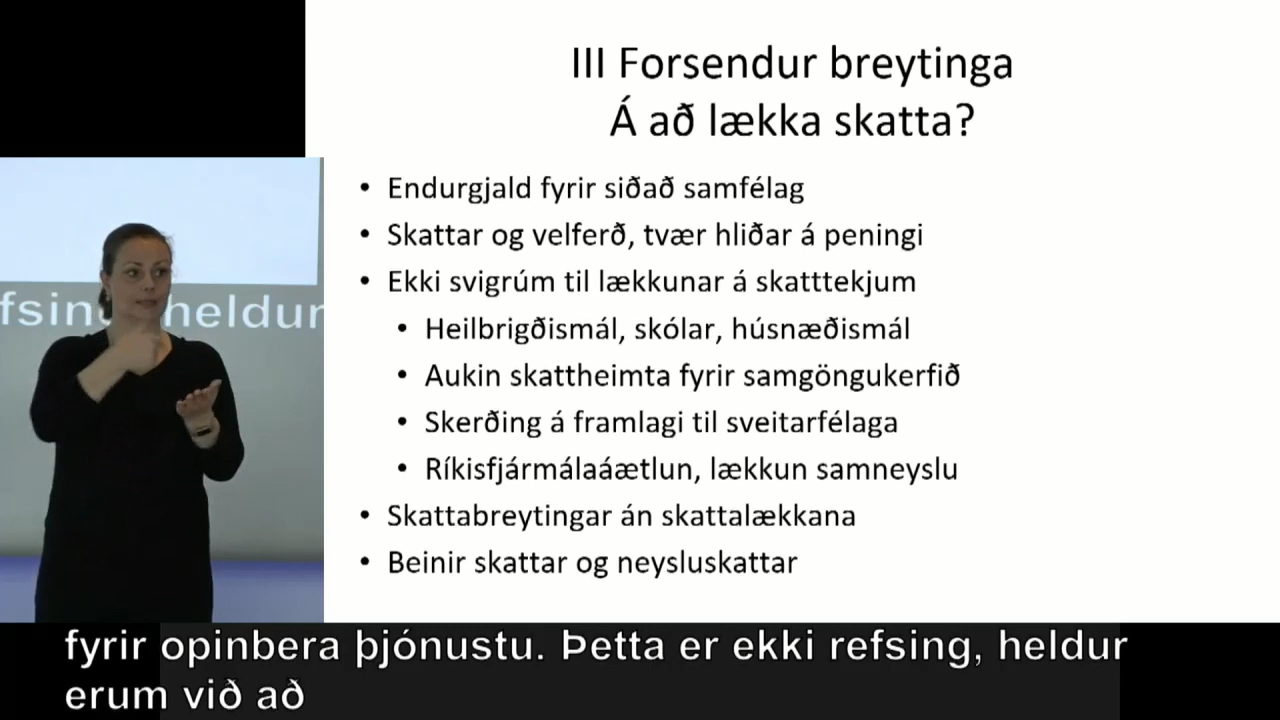 III Forsendur breytinga
Á að lækka skatta?
• Endurgjald fyrir siðað samfélag
• Skattar og velferð, tvær hliðar á peningi
• Ekki svigrúm til lækkunar á skatttekjum
• Heilbrigðismál, skólar, húsnæðismál
• Aukin skattheimta fyrir samgöngukerfið
• Skerðing á framlagi til sveitarfélaga
• Ríkisfjármálaáætlun, lækkun samneyslu
• Skattabreytingar án skattalækkana
• Beinir skattar og neysluskattar
heldur
fyrir opinbera þjónustu. Þetta er ekki refsing, heldur
erum við að